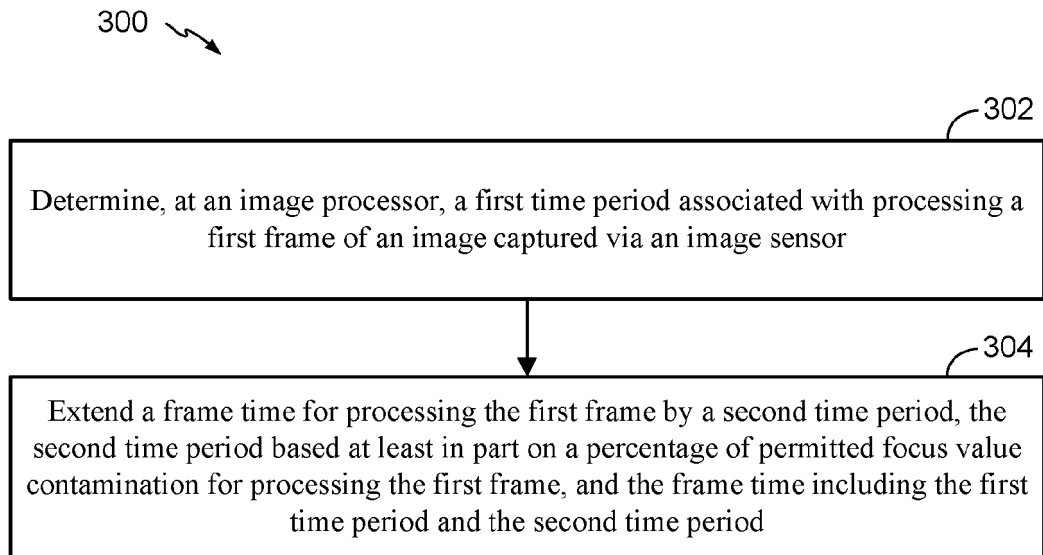 300
302
Determine, at an image processor, a first time period associated with processing a
first frame of an image captured via an image sensor
304
Extend a frame time for processing the first frame by a second time period, the
second time period based at least in part on a percentage of permitted focus value
contamination for processing the first frame, and the frame time including the first
time period and the second time period